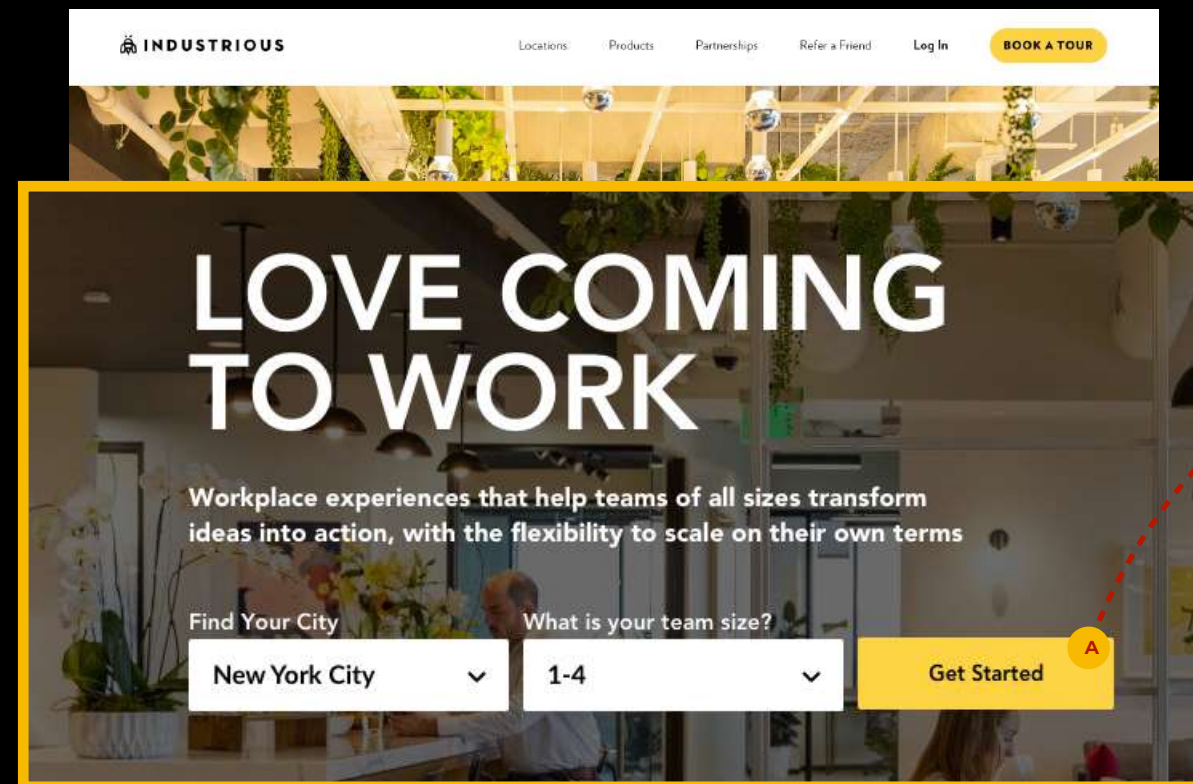 INDUSTRIOUS
Locations Products Partnerships Refer a Friend Log In BOOK A TOUR
LOVE COMING
TO WORK
Workplace experiences that help teams of all sizes transform
ideas into action, with the flexibility to scale on their own terms
Find Your City What is your team size?
New York City 1-4 Get Started
A